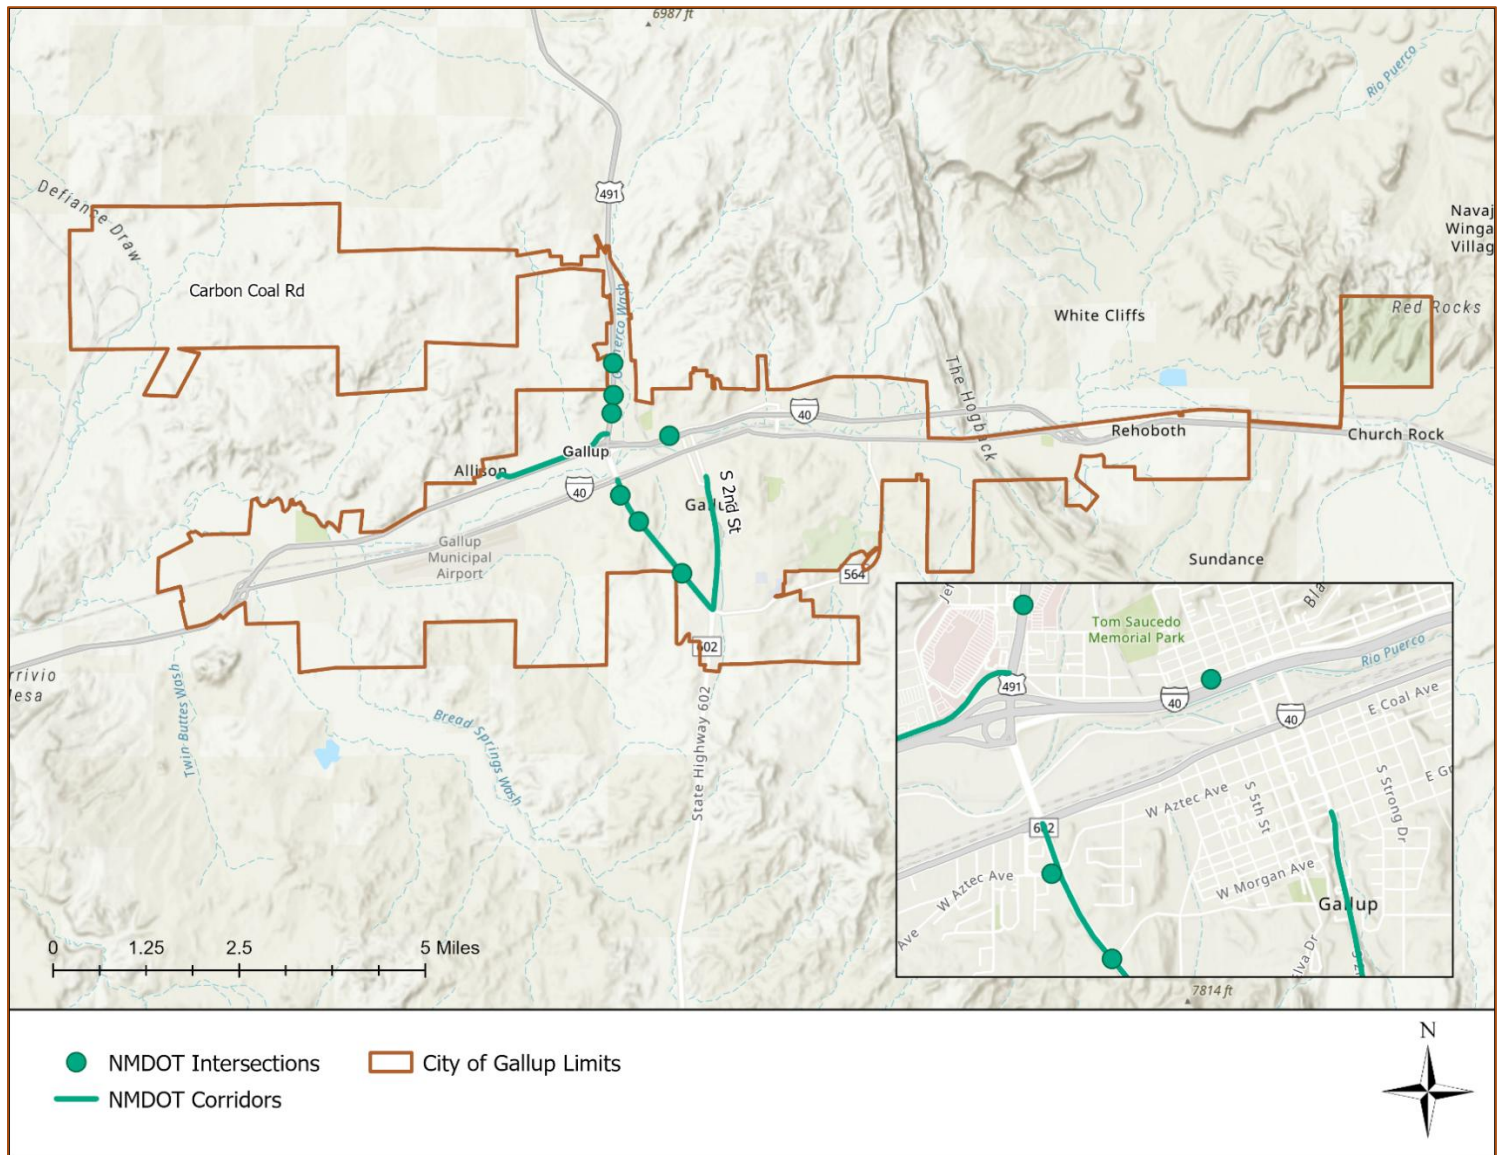 6987 ft
Rio Puerco
Defiance Draw
491
Navaj
Winga
Villag
Carbon Coal Rd
Red Rocks
White Cliffs
The Hogback
40
Rehoboth
Church Rock
Gallup
Allison
40
S 2nd St
Gallup
Municipal
Airport
Sundance
564
602
rrivio
lesa
Twin Buttes Wash
Bread Springs Wash
State Highway 602
Tom Saucedo
Memorial Park
Bla
Rio Puerco
491
40
40
E Coal Ave
E Gr
W Aztec Ave
S 5th St
S Strong Dr
W Aztec Ave
W Morgan Ave
Gallup
Ave
0 1.25 2.5 5 Miles
7814 ft
NMDOT Intersections
City of Gallup Limits
NMDOT Corridors
N